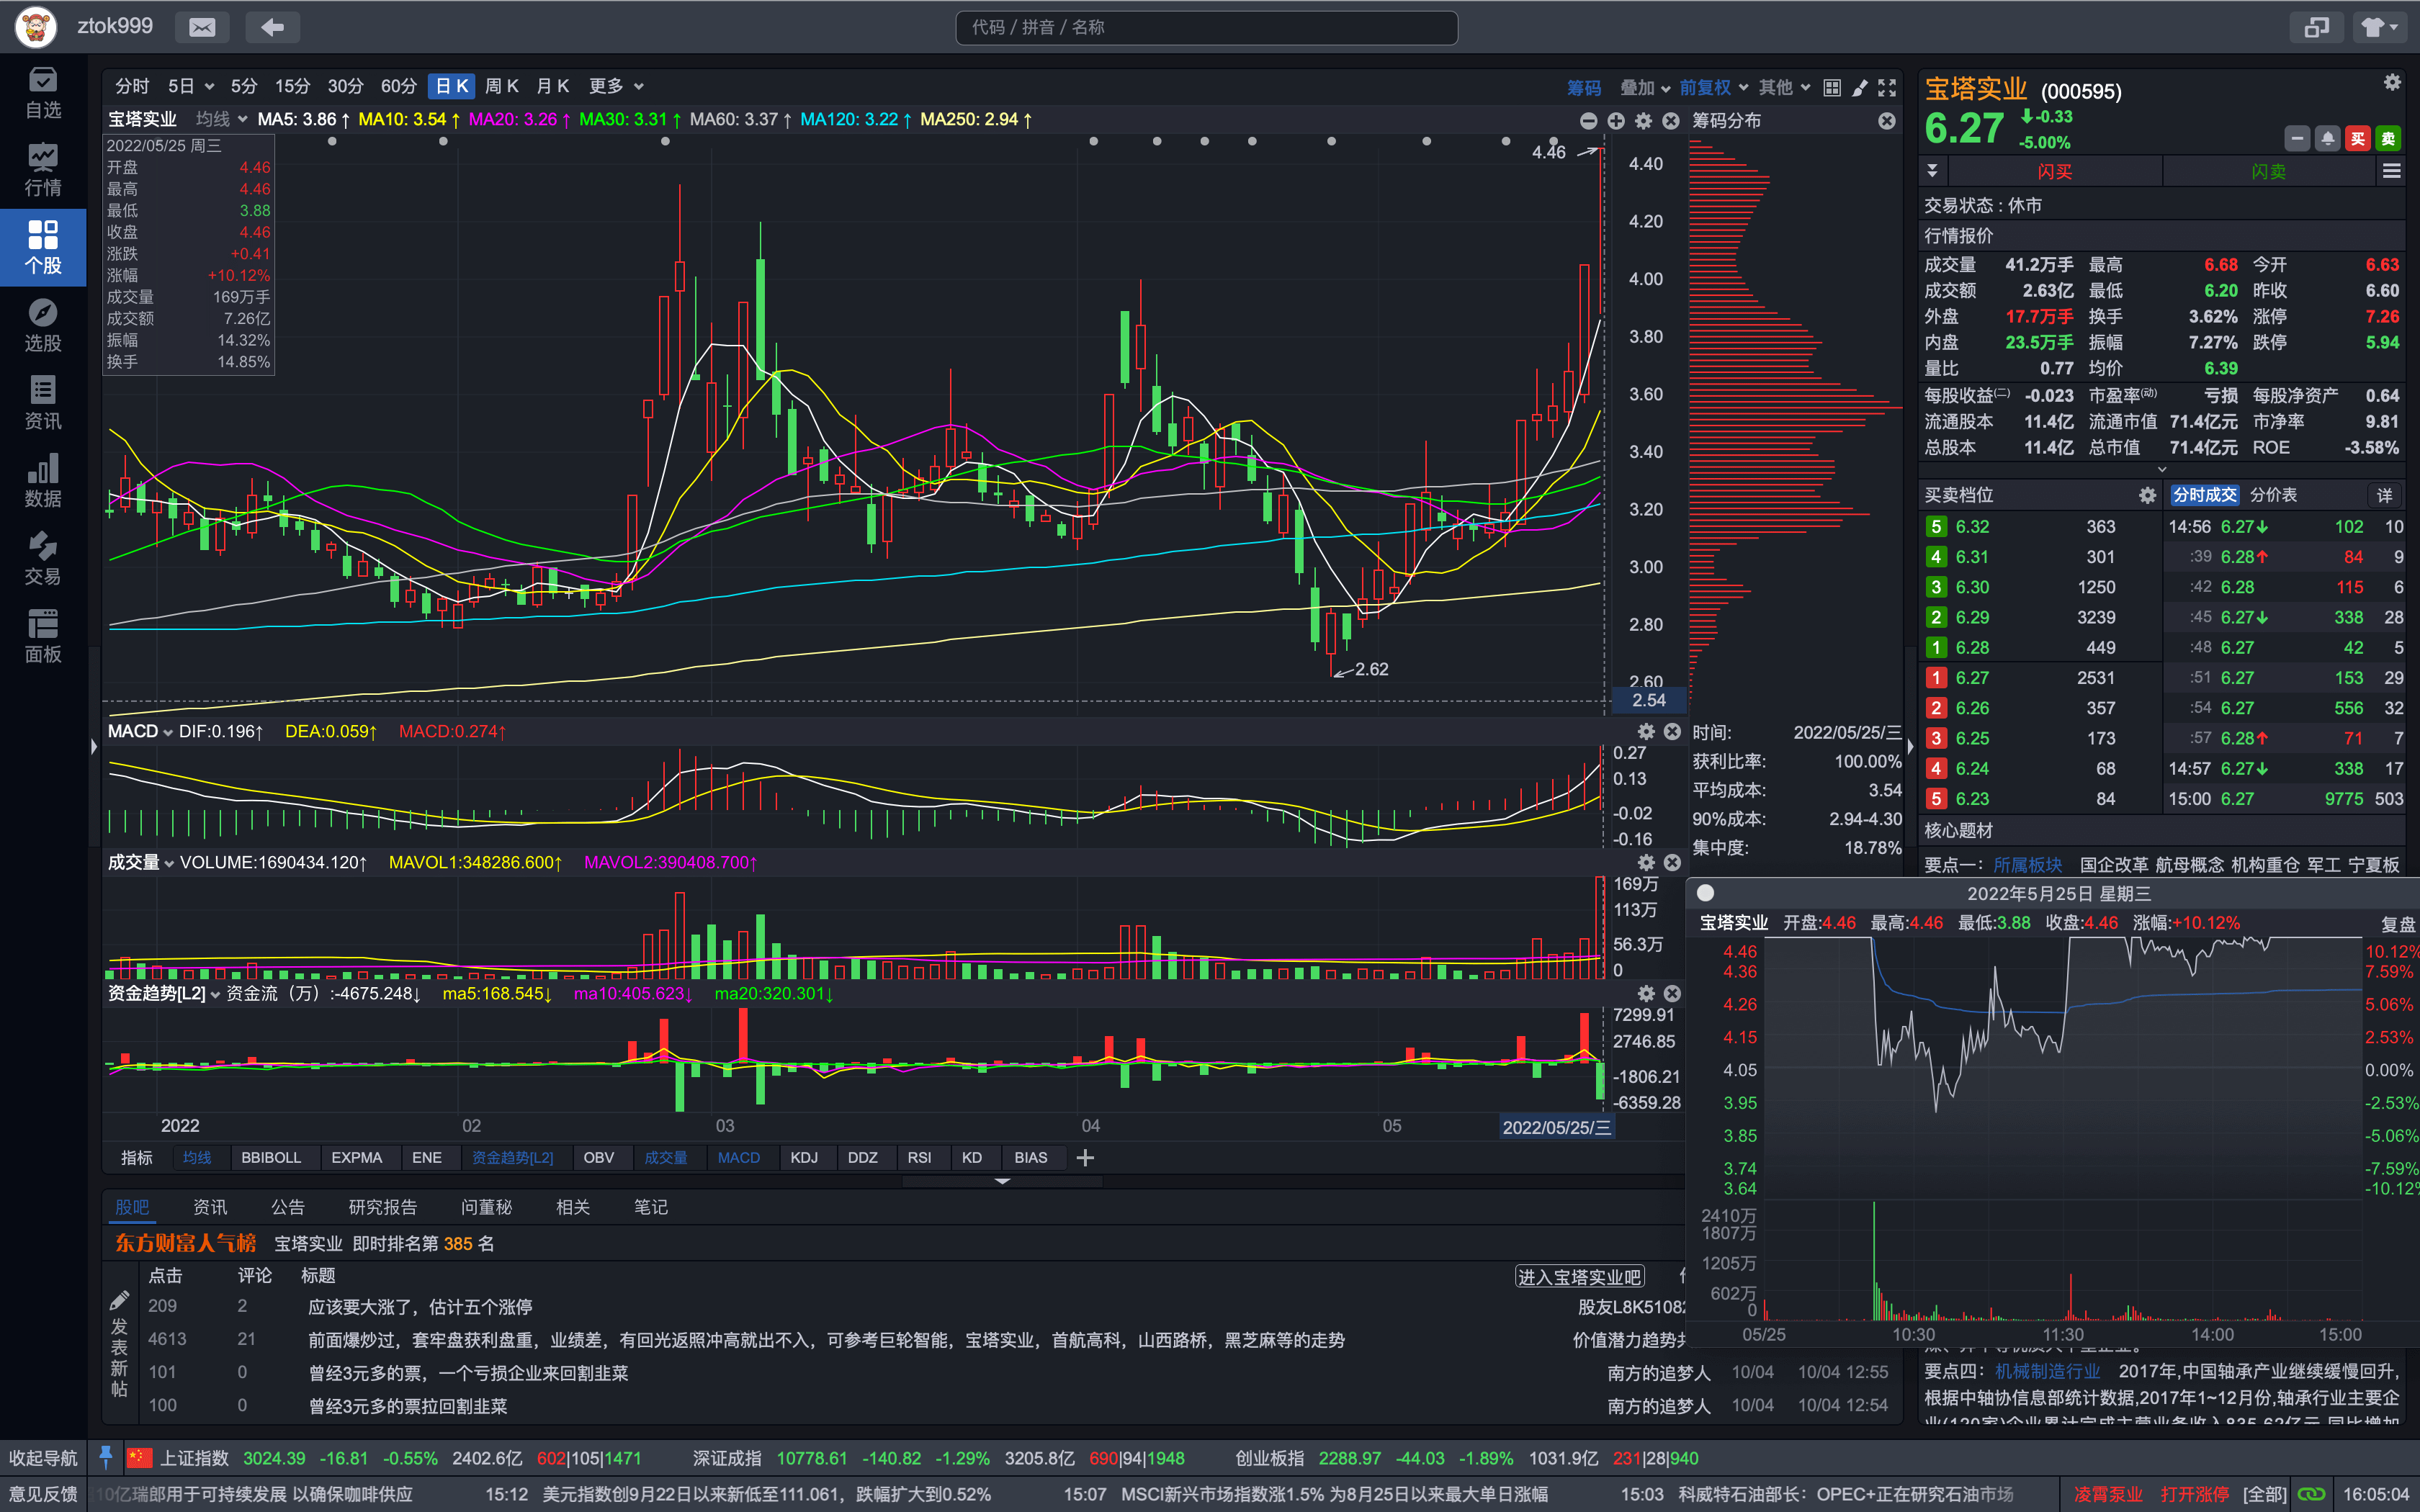 ztok999
代码 / 拼音 / 名称
自选
行情
个股
选股
资讯
数据
交易
面板
分时 5日 5分 15分 30分 60分 日K 周K 月K 更多
筹码 叠加 前复权 其他
宝塔实业 均线 MA5: 3.86↑ MA10: 3.54↑ MA20: 3.26↑ MA30: 3.31↑ MA60: 3.37↑ MA120: 3.22↑ MA250: 2.94↑
筹码分布
2022/05/25 周三
开盘 4.46
最高 4.46
最低 3.88
收盘 4.46
涨跌 +0.41
涨幅 +10.12%
成交量 169万手
成交额 7.26亿
振幅 14.32%
换手 14.85%
4.46
2.62
4.40
4.20
4.00
3.80
3.60
3.40
3.20
3.00
2.80
2.60
2.54
MACD DIF:0.196↑ DEA:0.059↑ MACD:0.274↑
0.27
0.13
-0.02
-0.16
成交量 VOLUME:1690434.120↑ MAVOL1:348286.600↑ MAVOL2:390408.700↑
169万
113万
56.3万
0
资金趋势[L2] 资金流（万）:-4675.248↓ ma5:168.545↓ ma10:405.623↓ ma20:320.301↓
7299.91
2746.85
-1806.21
-6359.28
2022 02 03 04 05 2022/05/25/三
指标 均线 BBIBOLL EXPMA ENE 资金趋势[L2] OBV 成交量 MACD KDJ DDZ RSI KD BIAS
时间: 2022/05/25/三
获利比率: 100.00%
平均成本: 3.54
90%成本: 2.94-4.30
集中度: 18.78%
股吧 资讯 公告 研究报告 问董秘 相关 笔记
东方财富人气榜 宝塔实业 即时排名第 385 名
点击 评论 标题 进入宝塔实业吧
发表新帖
209 2 应该要大涨了，估计五个涨停 股友L8K5108
4613 21 前面爆炒过，套牢盘获利盘重，业绩差，有回光返照冲高就出不入，可参考巨轮智能，宝塔实业，首航高科，山西路桥，黑芝麻等的走势 价值潜力趋势
101 0 曾经3元多的票，一个亏损企业来回割韭菜 南方的追梦人 10/04 10/04 12:55
100 0 曾经3元多的票拉回割韭菜 南方的追梦人 10/04 10/04 12:54
宝塔实业 (000595)
6.27 -0.33
-5.00%
买 卖
闪买 闪卖
交易状态 : 休市
行情报价
成交量 41.2万手 最高 6.68 今开 6.63
成交额 2.63亿 最低 6.20 昨收 6.60
外盘 17.7万手 换手 3.62% 涨停 7.26
内盘 23.5万手 振幅 7.27% 跌停 5.94
量比 0.77 均价 6.39
每股收益(二) -0.023 市盈率(动) 亏损 每股净资产 0.64
流通股本 11.4亿 流通市值 71.4亿元 市净率 9.81
总股本 11.4亿 总市值 71.4亿元 ROE -3.58%
买卖档位 分时成交 分价表 详
5 6.32 363 14:56 6.27↓ 102 10
4 6.31 301 :39 6.28↑ 84 9
3 6.30 1250 :42 6.28 115 6
2 6.29 3239 :45 6.27↓ 338 28
1 6.28 449 :48 6.27 42 5
1 6.27 2531 :51 6.27 153 29
2 6.26 357 :54 6.27 556 32
3 6.25 173 :57 6.28↑ 71 7
4 6.24 68 14:57 6.27↓ 338 17
5 6.23 84 15:00 6.27 9775 503
核心题材
要点一: 所属板块 国企改革 航母概念 机构重仓 军工 宁夏板
2022年5月25日 星期三
宝塔实业 开盘:4.46 最高:4.46 最低:3.88 收盘:4.46 涨幅:+10.12% 复盘
4.46 10.12%
4.36 7.59%
4.26 5.06%
4.15 2.53%
4.05 0.00%
3.95 -2.53%
3.85 -5.06%
3.74 -7.59%
3.64 -10.12%
2410万
1807万
1205万
602万
0
05/25 10:30 11:30 14:00 15:00
要点四: 机械制造行业 2017年,中国轴承产业继续缓慢回升,
根据中轴协信息部统计数据,2017年1~12月份,轴承行业主要企
收起导航 上证指数 3024.39 -16.81 -0.55% 2402.6亿 602|105|1471 深证成指 10778.61 -140.82 -1.29% 3205.8亿 690|94|1948 创业板指 2288.97 -44.03 -1.89% 1031.9亿 231|28|940
意见反馈 10亿瑞郎用于可持续发展 以确保咖啡供应 15:12 美元指数创9月22日以来新低至111.061，跌幅扩大到0.52% 15:07 MSCI新兴市场指数涨1.5% 为8月25日以来最大单日涨幅 15:03 科威特石油部长：OPEC+正在研究石油市场 凌霄泵业 打开涨停 [全部] 16:05:04